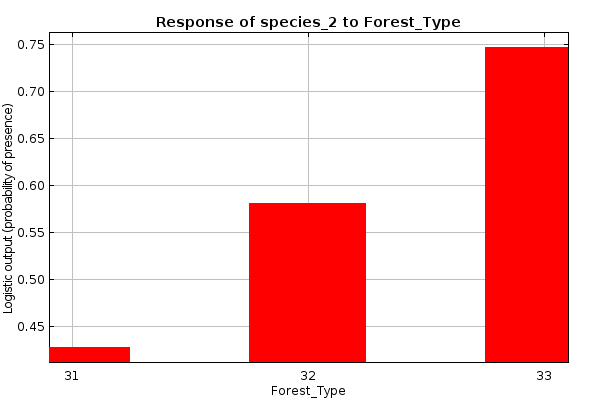 Response of species_2 to Forest_Type
Logistic output (probability of presence)
0.75
0.70
0.65
0.60
0.55
0.50
0.45
31 32 33
Forest_Type